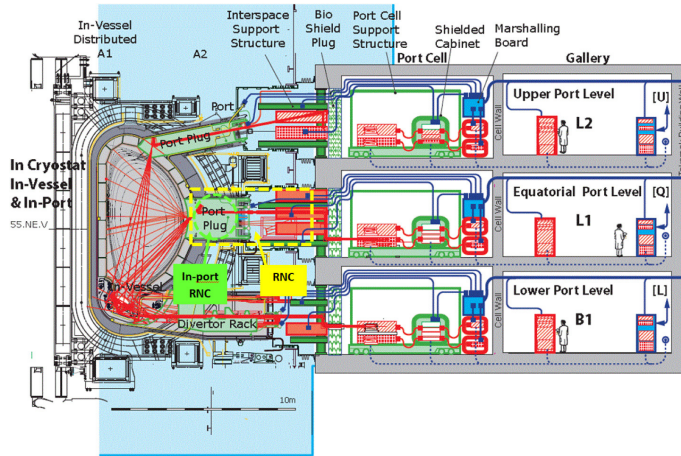 In-Vessel
Distributed
A1
A2
Interspace
Support
Structure
Bio
Shield
Plug
Port Cell
Support
Structure
Shielded
Cabinet
Marshalling
Board
Port Cell
Gallery
Port
Port Plug
Upper Port Level
[U]
L2
Cell Wall
In Cryostat
In-Vessel
& In-Port
55.NE.V
Port
Plug
Equatorial Port Level
[Q]
L1
Cell Wall
In-port
RNC
RNC
In-Vessel
Divertor Rack
Lower Port Level
[L]
B1
Cell Wall
10m